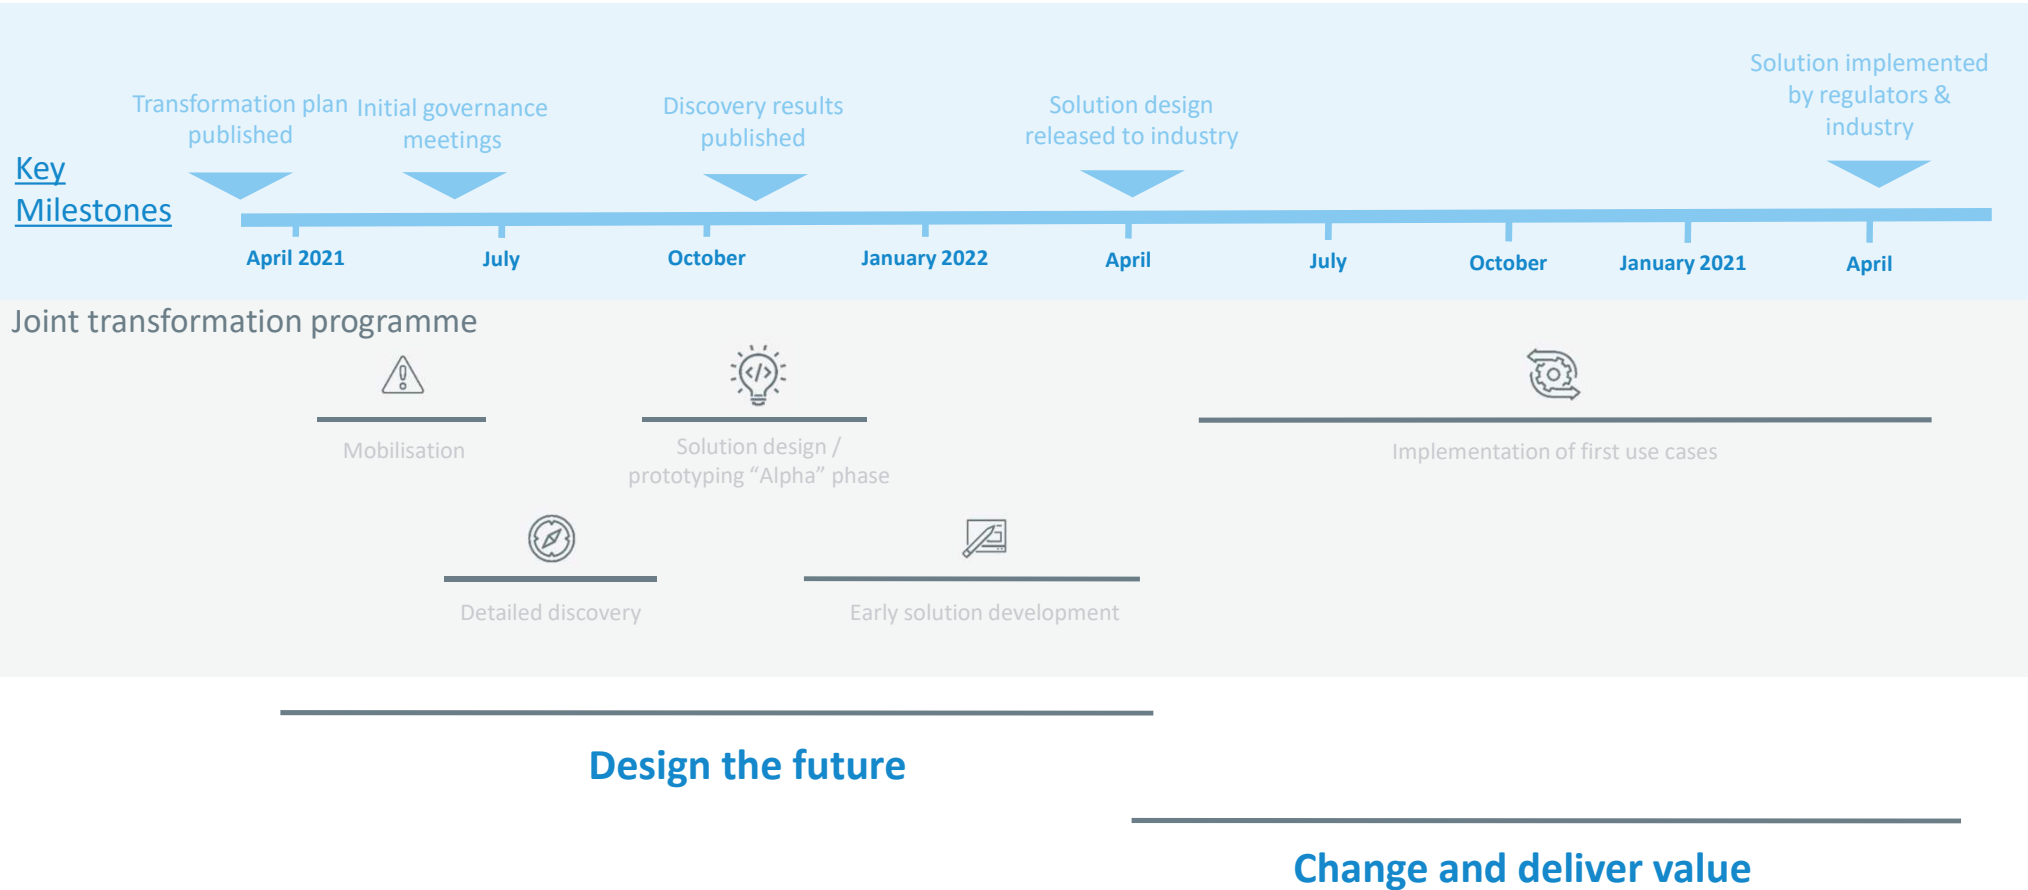 Transformation plan
published
Initial governance
meetings
Discovery results
published
Solution design
released to industry
Solution implemented
by regulators &
industry
Key
Milestones
April 2021
July
October
January 2022
April
July
October
January 2021
April
Joint transformation programme
Mobilisation
Solution design /
prototyping “Alpha” phase
Implementation of first use cases
Detailed discovery
Early solution development
Design the future
Change and deliver value